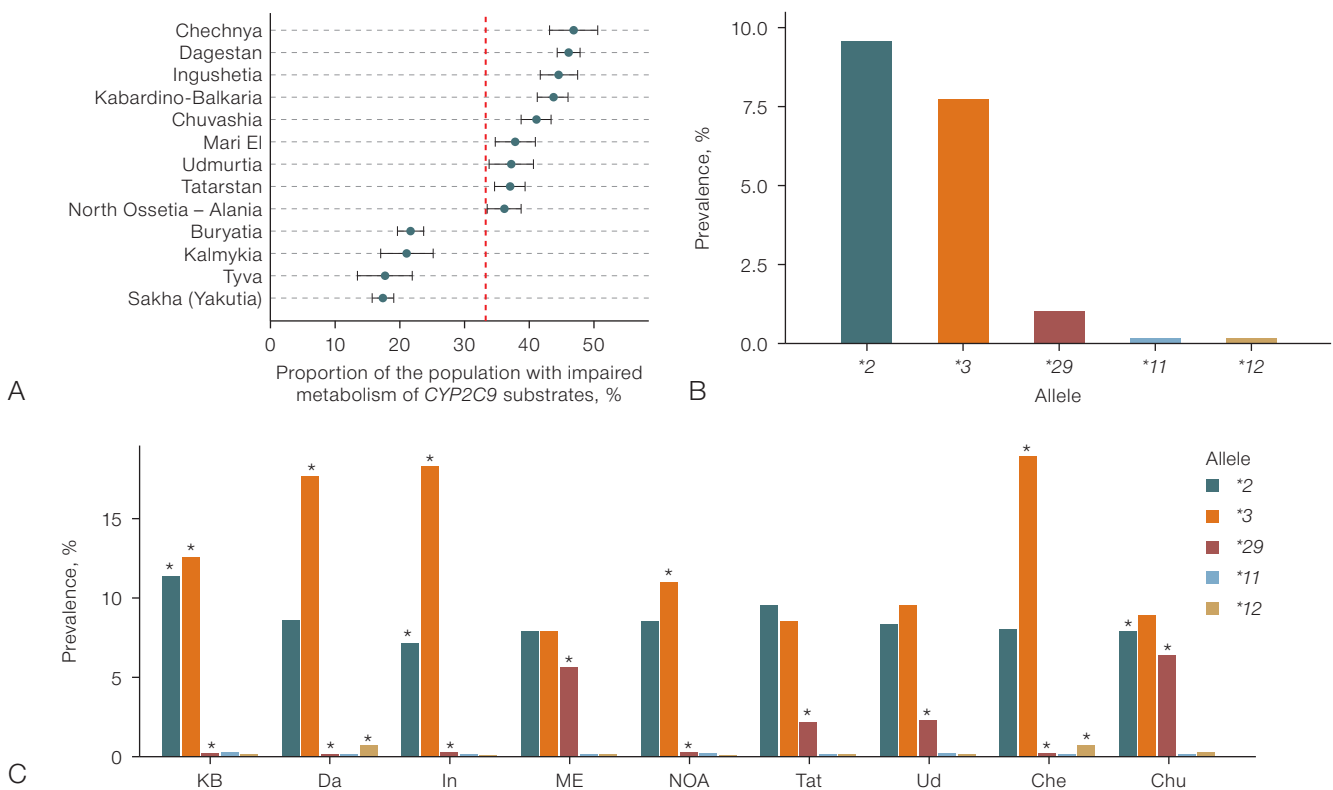 Chechnya
Dagestan
Ingushetia
Kabardino-Balkaria
Chuvashia
Mari El
Udmurtia
Tatarstan
North Ossetia – Alania
Buryatia
Kalmykia
Tyva
Sakha (Yakutia)
0 10 20 30 40 50
Proportion of the population with impaired
metabolism of CYP2C9 substrates, %
A
Prevalence, %
10.0
7.5
5.0
2.5
0.0
*2 *3 *29 *11 *12
Allele
B
Prevalence, %
15
10
5
0
* * *
* * *
* * *
*
* *
*
*
* * *
* *
KB Da In ME NOA Tat Ud Che Chu
Allele
*2
*3
*29
*11
*12
C